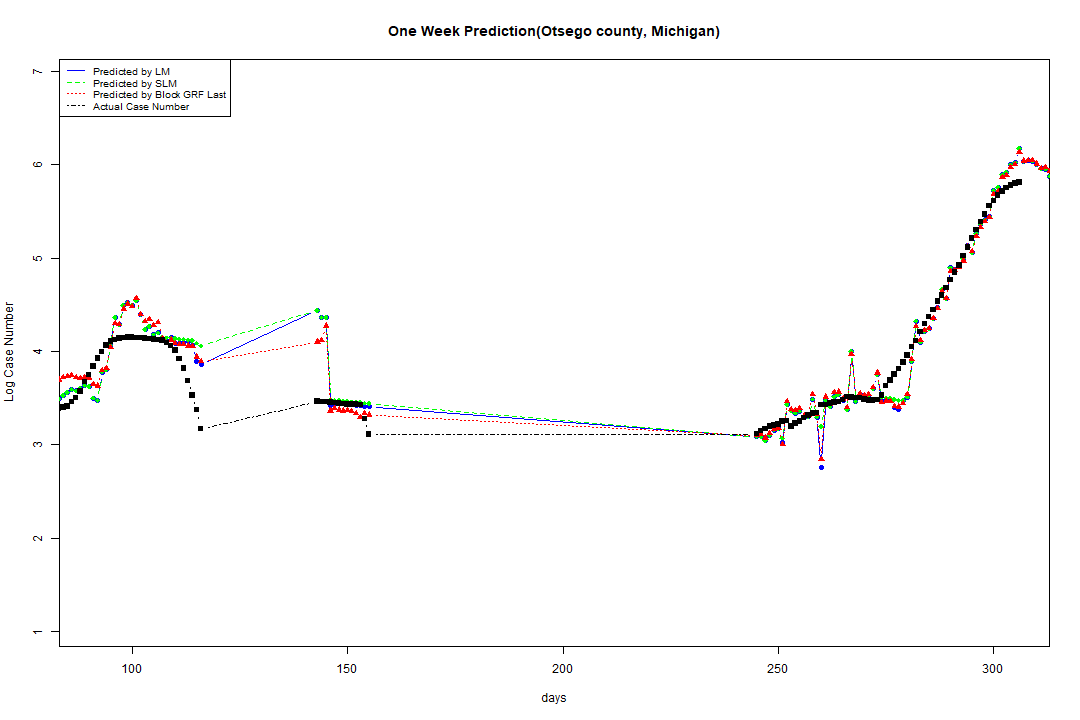 One Week Prediction(Otsego county, Michigan)
Predicted by LM
Predicted by SLM
Predicted by Block GRF Last
Actual Case Number
Log Case Number
7
6
5
4
3
2
1
100 150 200 250 300
days